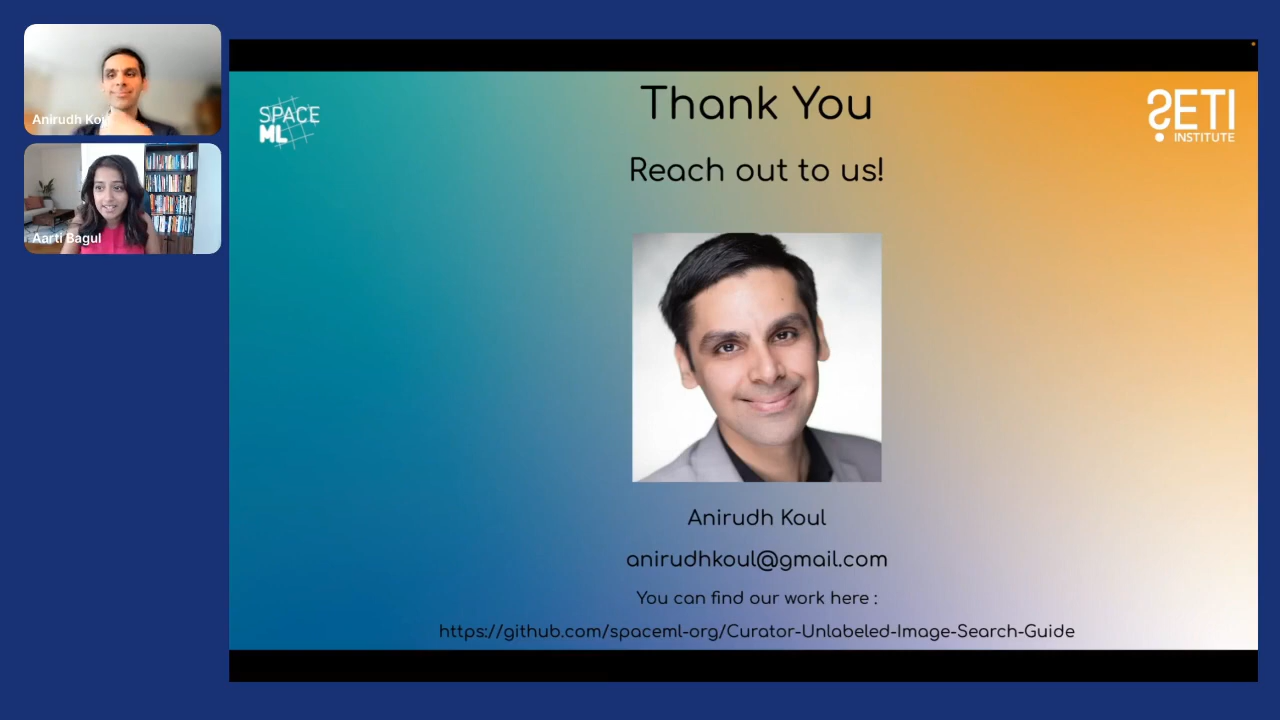 Anirudh Ko
Aarti Bagul
SPACE
ML
SETI
INSTITUTE
Thank You
Reach out to us!
Anirudh Koul
anirudhkoul@gmail.com
You can find our work here :
https://github.com/spaceml-org/Curator-Unlabeled-Image-Search-Guide